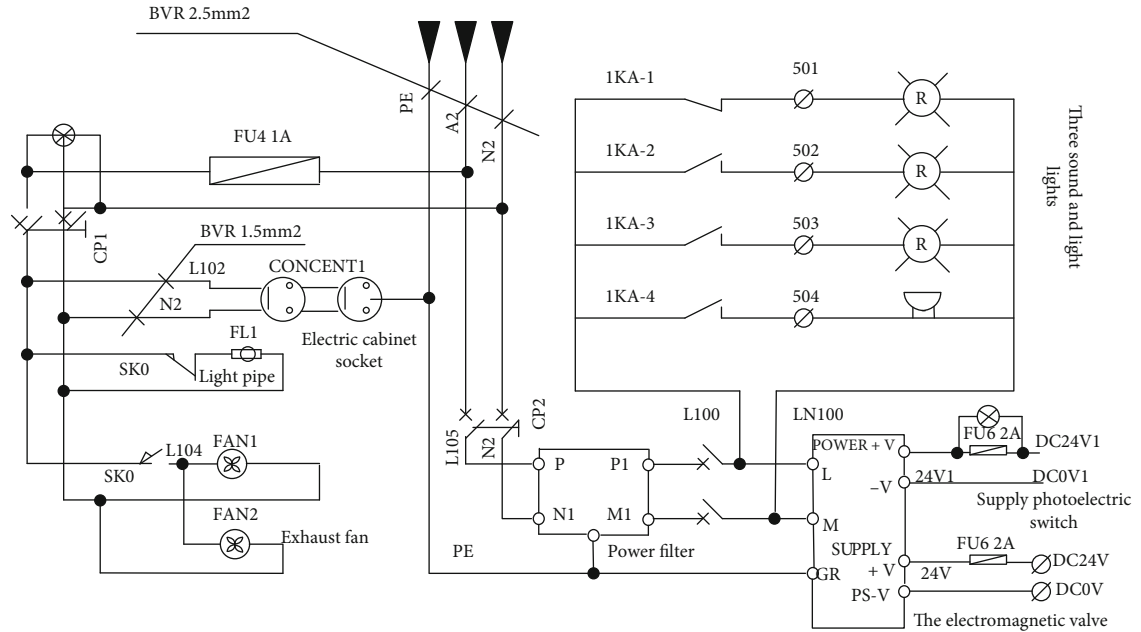 BVR 2.5mm2
PE
A2
N2
FU4 1A
CP1
BVR 1.5mm2
L102
N2
CONCENT1
Electric cabinet
socket
FL1
SK0
Light pipe
L104
SK0
FAN1
FAN2
Exhaust fan
L105
N2
CP2
P
P1
N1
M1
Power filter
PE
1KA-1
501
R
1KA-2
502
R
1KA-3
503
R
1KA-4
504
Three sound and light
lights
L100
LN100
POWER + V
L
–V
M
SUPPLY
+ V
GR
PS-V
FU6 2A
DC24V1
24V1
DC0V1
Supply photoelectric
switch
FU6 2A
24V
DC24V
DC0V
The electromagnetic valve